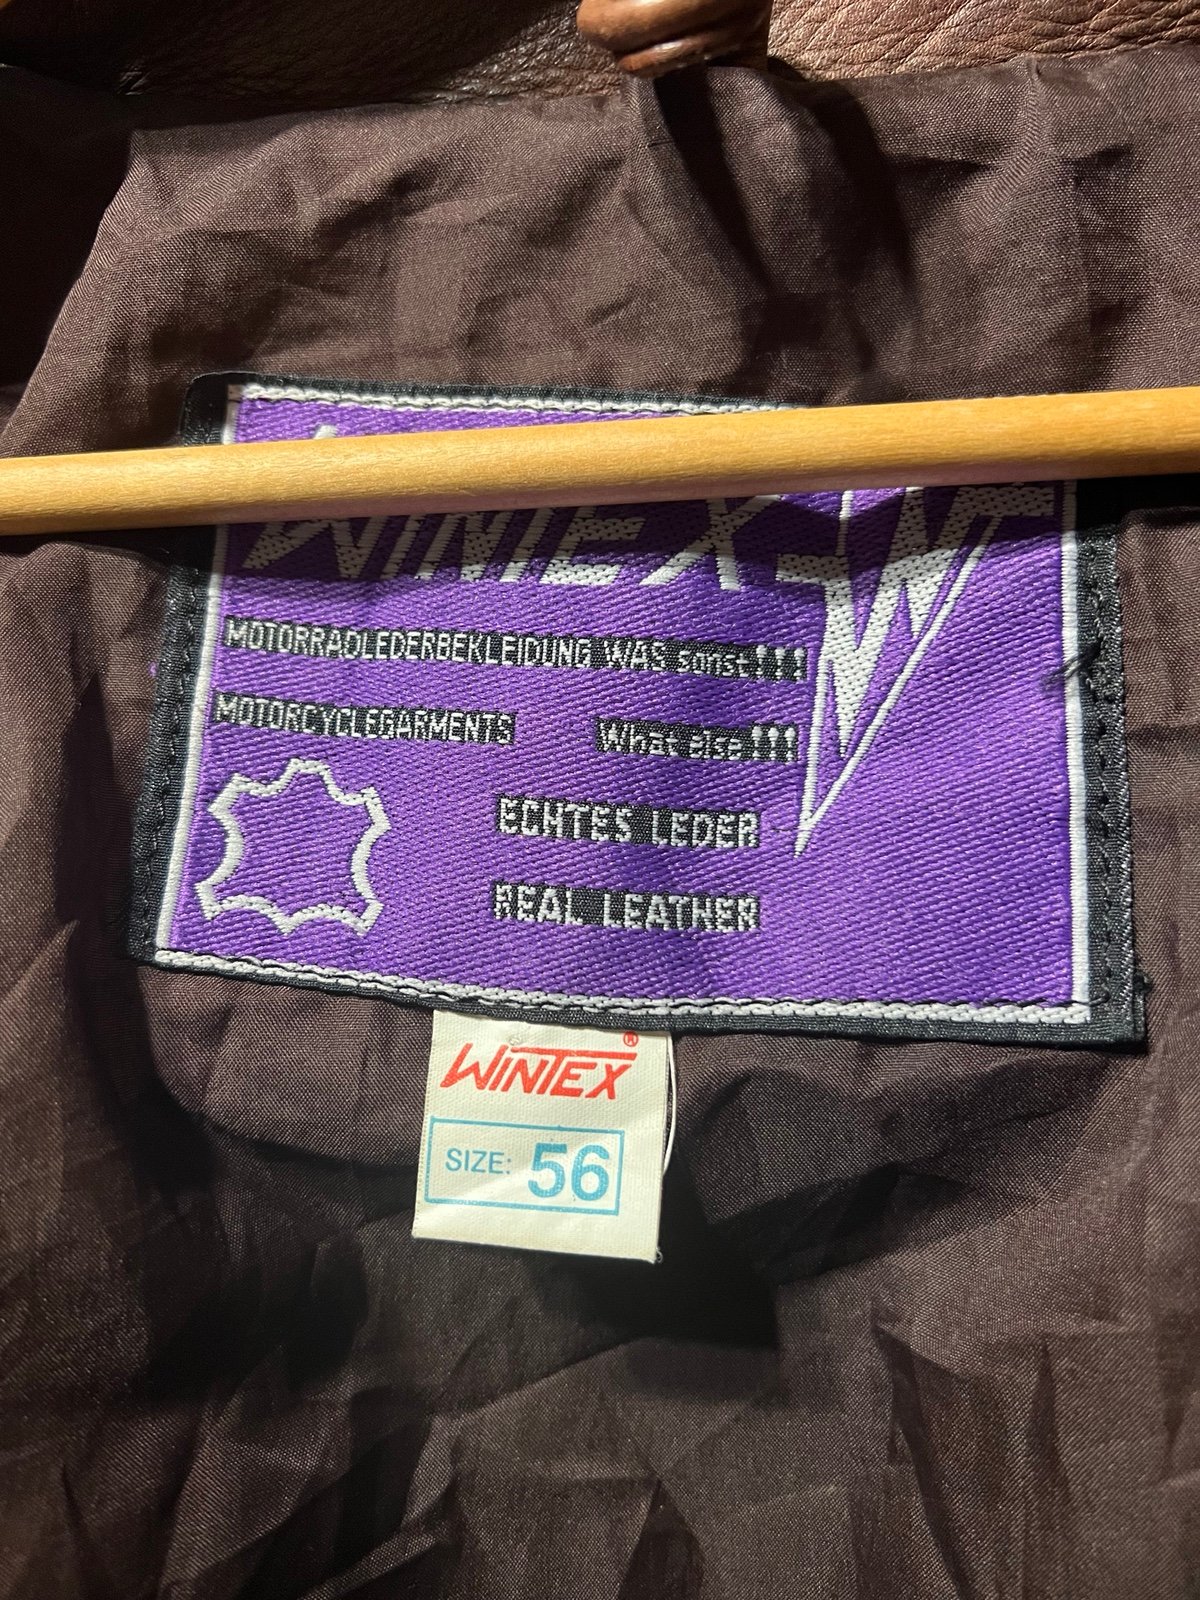 WINTEX
MOTORRADLEDERBEKLEIDUNG WAS sonst!!!
MOTORCYCLEGARMENTS What else!!!
ECHTES LEDER
REAL LEATHER
WINTEX®
SIZE: 56